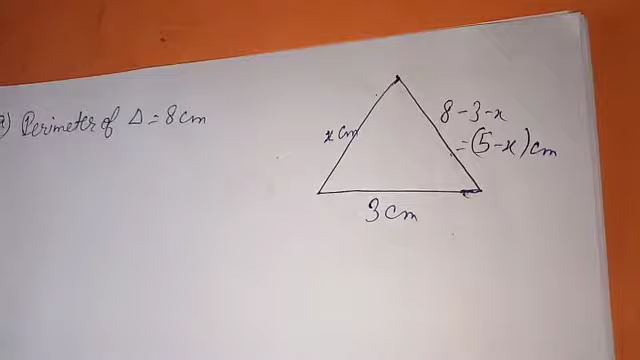 a) Perimeter of Δ = 8cm
8 - 3 - x
x cm
= (5 - x) cm
3cm